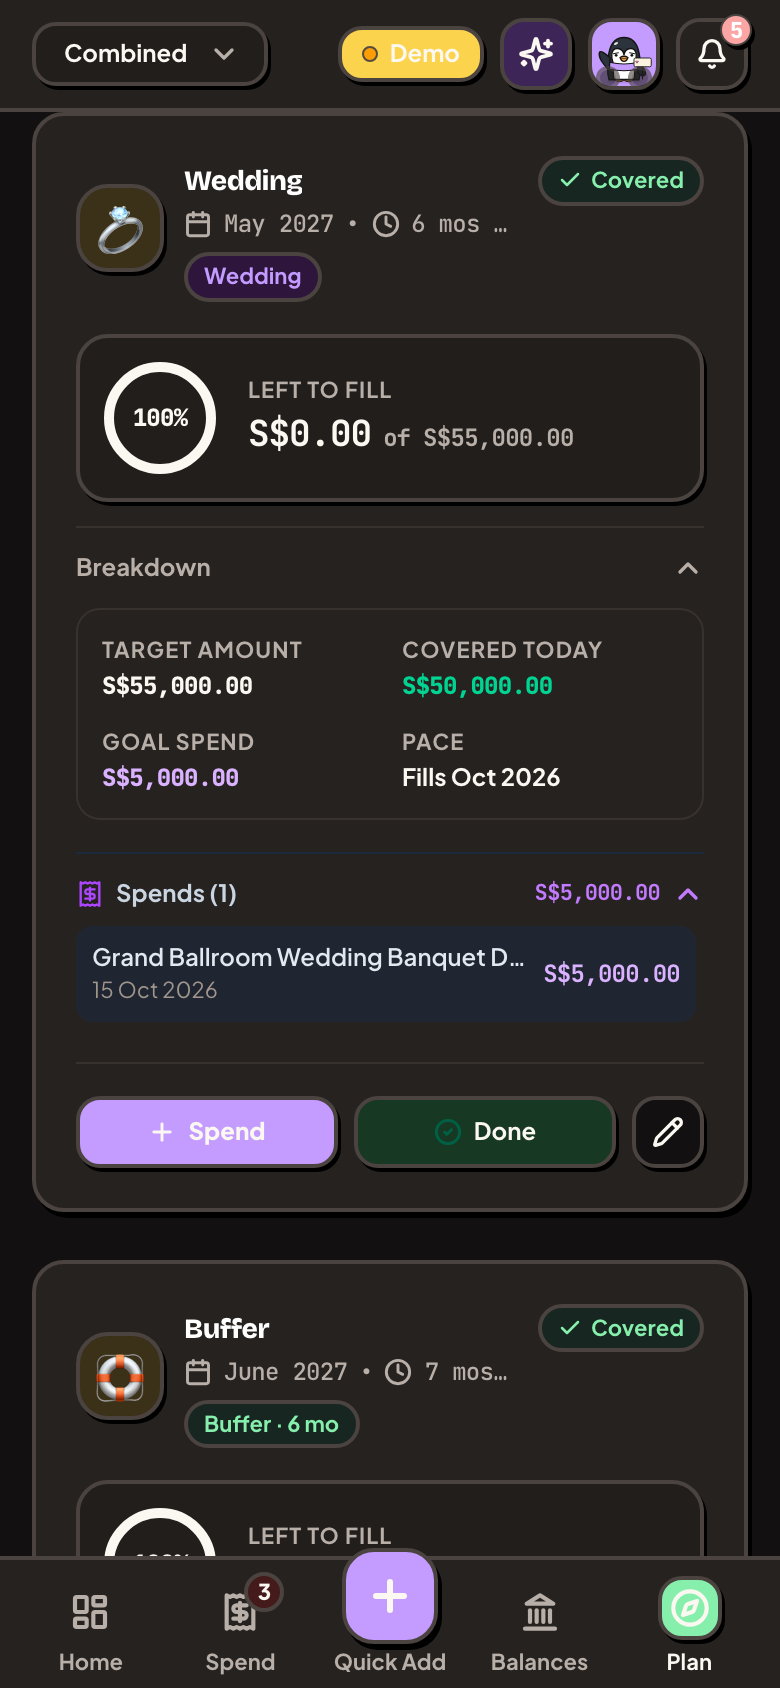 Combined
Demo
5
Wedding
Covered
May 2027 • 6 mos …
Wedding
100%
LEFT TO FILL
S$0.00 of S$55,000.00
Breakdown
TARGET AMOUNT
COVERED TODAY
S$55,000.00
S$50,000.00
GOAL SPEND
PACE
S$5,000.00
Fills Oct 2026
Spends (1)
S$5,000.00
Grand Ballroom Wedding Banquet D…
S$5,000.00
15 Oct 2026
Spend
Done
Buffer
Covered
June 2027 • 7 mos…
Buffer · 6 mo
LEFT TO FILL
3
Home
Spend
Quick Add
Balances
Plan